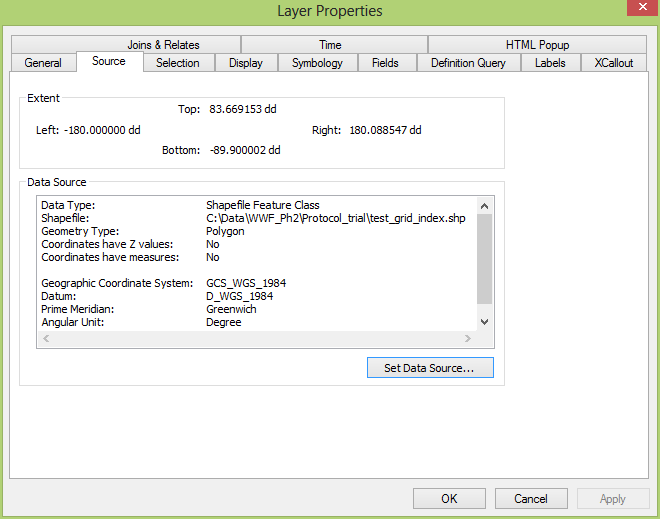 Layer Properties
Joins & Relates Time HTML Popup
General Source Selection Display Symbology Fields Definition Query Labels XCallout
Extent
Top: 83.669153 dd
Left: -180.000000 dd Right: 180.088547 dd
Bottom: -89.900002 dd
Data Source
Data Type: Shapefile Feature Class
Shapefile: C:\Data\WWF_Ph2\Protocol_trial\test_grid_index.shp
Geometry Type: Polygon
Coordinates have Z values: No
Coordinates have measures: No
Geographic Coordinate System: GCS_WGS_1984
Datum: D_WGS_1984
Prime Meridian: Greenwich
Angular Unit: Degree
Set Data Source...
OK Cancel Apply